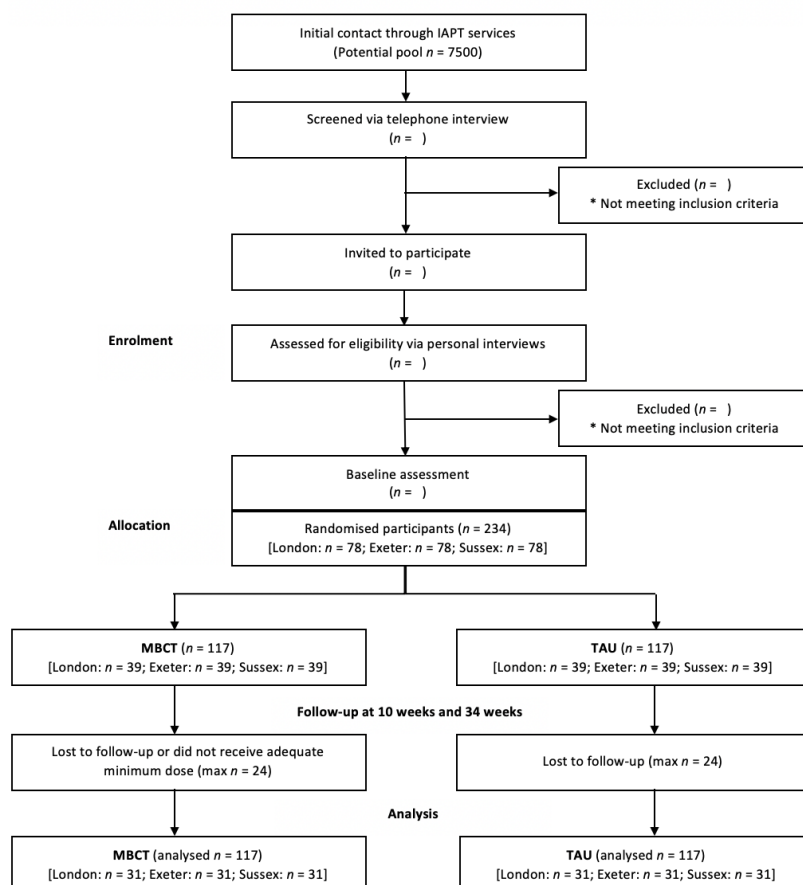 Initial contact through IAPT services
(Potential pool n = 7500)
Screened via telephone interview
(n =   )
Excluded (n =   )
* Not meeting inclusion criteria
Invited to participate
(n =   )
Enrolment
Assessed for eligibility via personal interviews
(n =   )
Excluded (n =   )
* Not meeting inclusion criteria
Baseline assessment
(n =   )
Allocation
Randomised participants (n = 234)
[London: n = 78; Exeter: n = 78; Sussex: n = 78]
MBCT (n = 117)
[London: n = 39; Exeter: n = 39; Sussex: n = 39]
TAU (n = 117)
[London: n = 39; Exeter: n = 39; Sussex: n = 39]
Follow-up at 10 weeks and 34 weeks
Lost to follow-up or did not receive adequate
minimum dose (max n = 24)
Lost to follow-up (max n = 24)
Analysis
MBCT (analysed n = 117)
[London: n = 31; Exeter: n = 31; Sussex: n = 31]
TAU (analysed n = 117)
[London: n = 31; Exeter: n = 31; Sussex: n = 31]